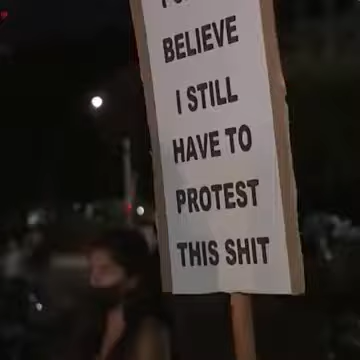 BELIEVE
I STILL
HAVE TO
PROTEST
THIS SHIT